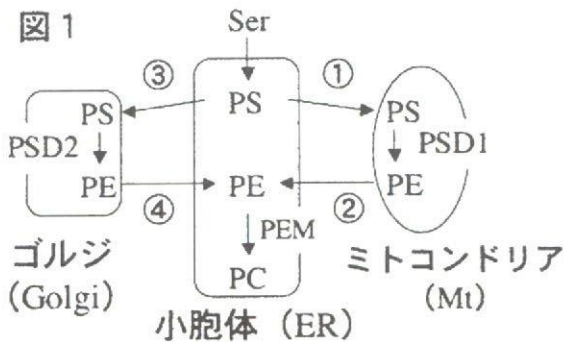 図1
Ser
③ ①
PS PS PS
PSD2 PSD1
PE PE PE
④ ②
PEM
PC
ゴルジ
(Golgi)
ミトコンドリア
(Mt)
小胞体 (ER)